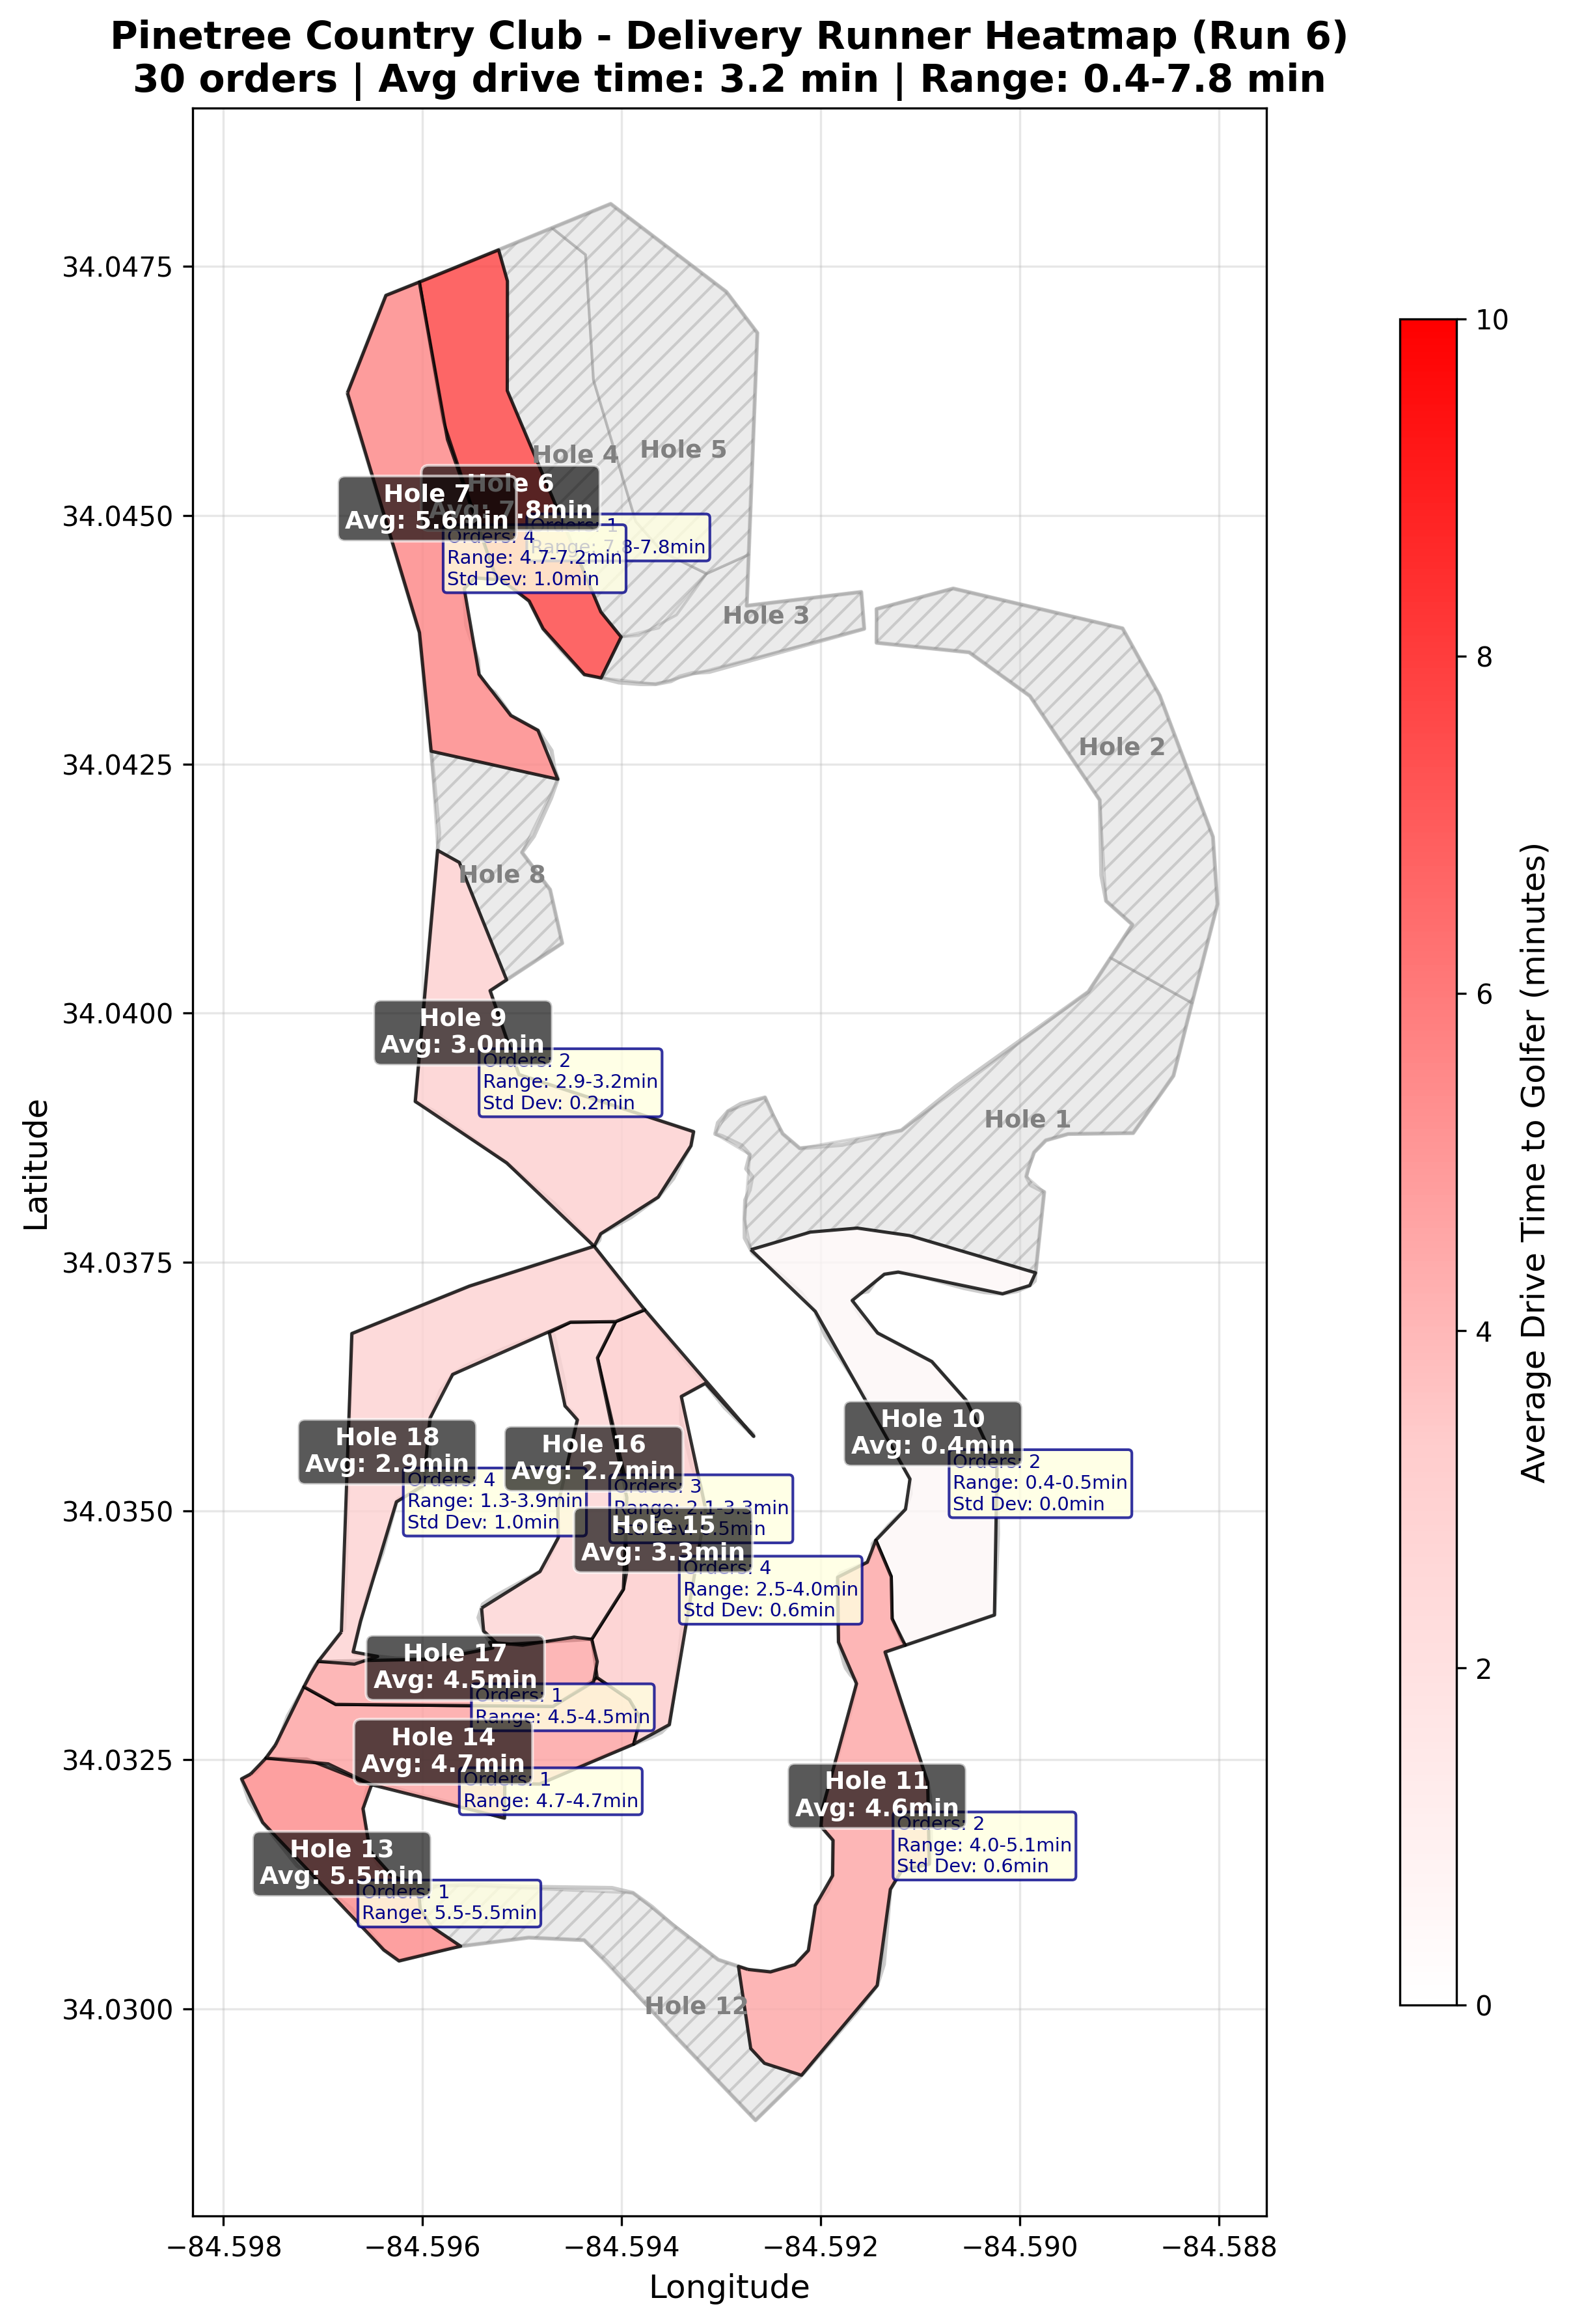 Pinetree Country Club - Delivery Runner Heatmap (Run 6)
30 orders | Avg drive time: 3.2 min | Range: 0.4-7.8 min
Latitude
34.0475
34.0450
34.0425
34.0400
34.0375
34.0350
34.0325
34.0300
Hole 4
Hole 5
Hole 6
Avg: 7.8min
Orders: 1
Range: 7.8-7.8min
Hole 7
Avg: 5.6min
Orders: 4
Range: 4.7-7.2min
Std Dev: 1.0min
Hole 3
Hole 2
Hole 8
Hole 9
Avg: 3.0min
Orders: 2
Range: 2.9-3.2min
Std Dev: 0.2min
Hole 1
Hole 10
Avg: 0.4min
Orders: 2
Range: 0.4-0.5min
Std Dev: 0.0min
Hole 18
Avg: 2.9min
Orders: 4
Range: 1.3-3.9min
Std Dev: 1.0min
Hole 16
Avg: 2.7min
Orders: 3
Range: 2.1-3.3min
Std Dev: 0.5min
Hole 15
Avg: 3.3min
Orders: 4
Range: 2.5-4.0min
Std Dev: 0.6min
Hole 17
Avg: 4.5min
Orders: 1
Range: 4.5-4.5min
Hole 14
Avg: 4.7min
Orders: 1
Range: 4.7-4.7min
Hole 11
Avg: 4.6min
Orders: 2
Range: 4.0-5.1min
Std Dev: 0.6min
Hole 13
Avg: 5.5min
Orders: 1
Range: 5.5-5.5min
Hole 12
−84.598
−84.596
−84.594
−84.592
−84.590
−84.588
Longitude
10
8
6
4
2
0
Average Drive Time to Golfer (minutes)